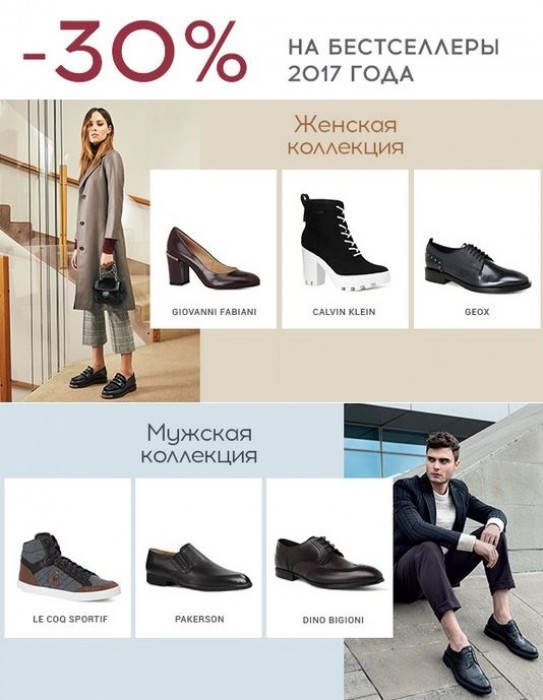 -30%
НА БЕСТСЕЛЛЕРЫ
2017 ГОДА
Женская
коллекция
GIOVANNI FABIANI
CALVIN KLEIN
GEOX
Мужская
коллекция
LE COQ SPORTIF
PAKERSON
DINO BIGIONI